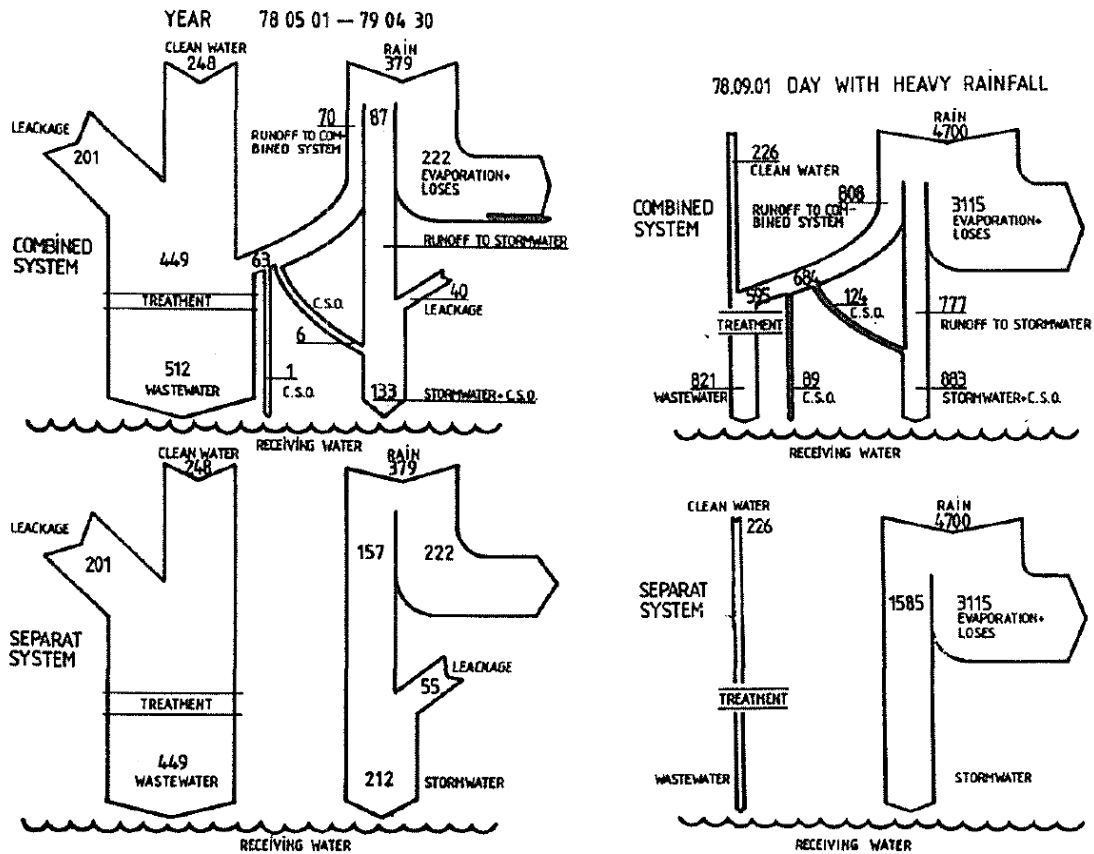 YEAR 78 05 01 — 79 04 30
CLEAN WATER
248
RAIN
379
LEACKAGE
201
70
RUNOFF TO COM-
BINED SYSTEM
87
222
EVAPORATION+
LOSES
COMBINED
SYSTEM
449
63
RUNOFF TO STORMWATER
TREATMENT
C.S.O.
40
LEACKAGE
6
512
WASTEWATER
1
C.S.O.
133
STORMWATER+C.S.O.
RECEIVING WATER
CLEAN WATER
248
RAIN
379
LEACKAGE
201
157
222
SEPARAT
SYSTEM
LEACKAGE
55
TREATMENT
449
WASTEWATER
212
STORMWATER
RECEIVING WATER
78.09.01 DAY WITH HEAVY RAINFALL
RAIN
4700
226
CLEAN WATER
808
RUNOFF TO COM-
BINED SYSTEM
3115
EVAPORATION+
LOSES
COMBINED
SYSTEM
684
595
124
C.S.O.
777
RUNOFF TO STORMWATER
TREATMENT
821
WASTEWATER
89
C.S.O.
883
STORMWATER+C.S.O.
RECEIVING WATER
CLEAN WATER
226
RAIN
4700
SEPARAT
SYSTEM
1585
3115
EVAPORATION+
LOSES
TREATMENT
WASTEWATER
STORMWATER
RECEIVING WATER